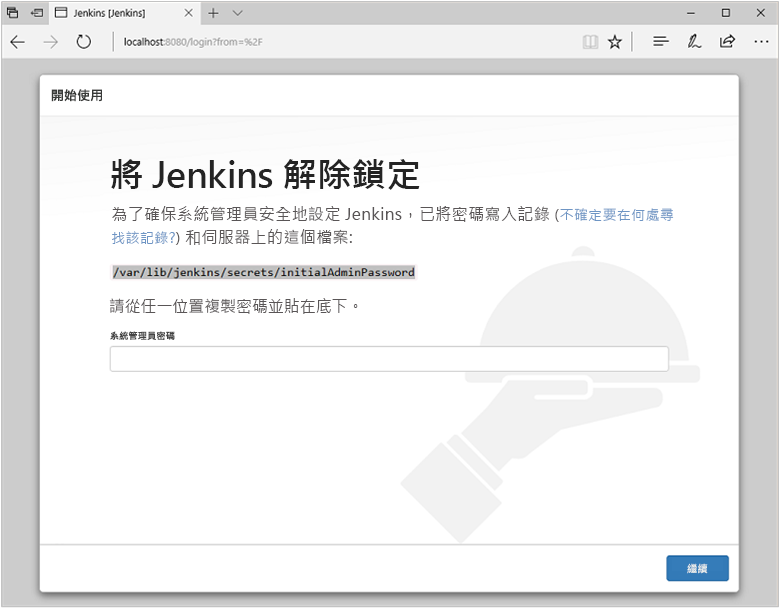 Jenkins [Jenkins]
localhost:8080/login?from=%2F
開始使用
將 Jenkins 解除鎖定
為了確保系統管理員安全地設定 Jenkins，已將密碼寫入記錄 (不確定要在何處尋
找該記錄?) 和伺服器上的這個檔案:
/var/lib/jenkins/secrets/initialAdminPassword
請從任一位置複製密碼並貼在底下。
系統管理員密碼
繼續